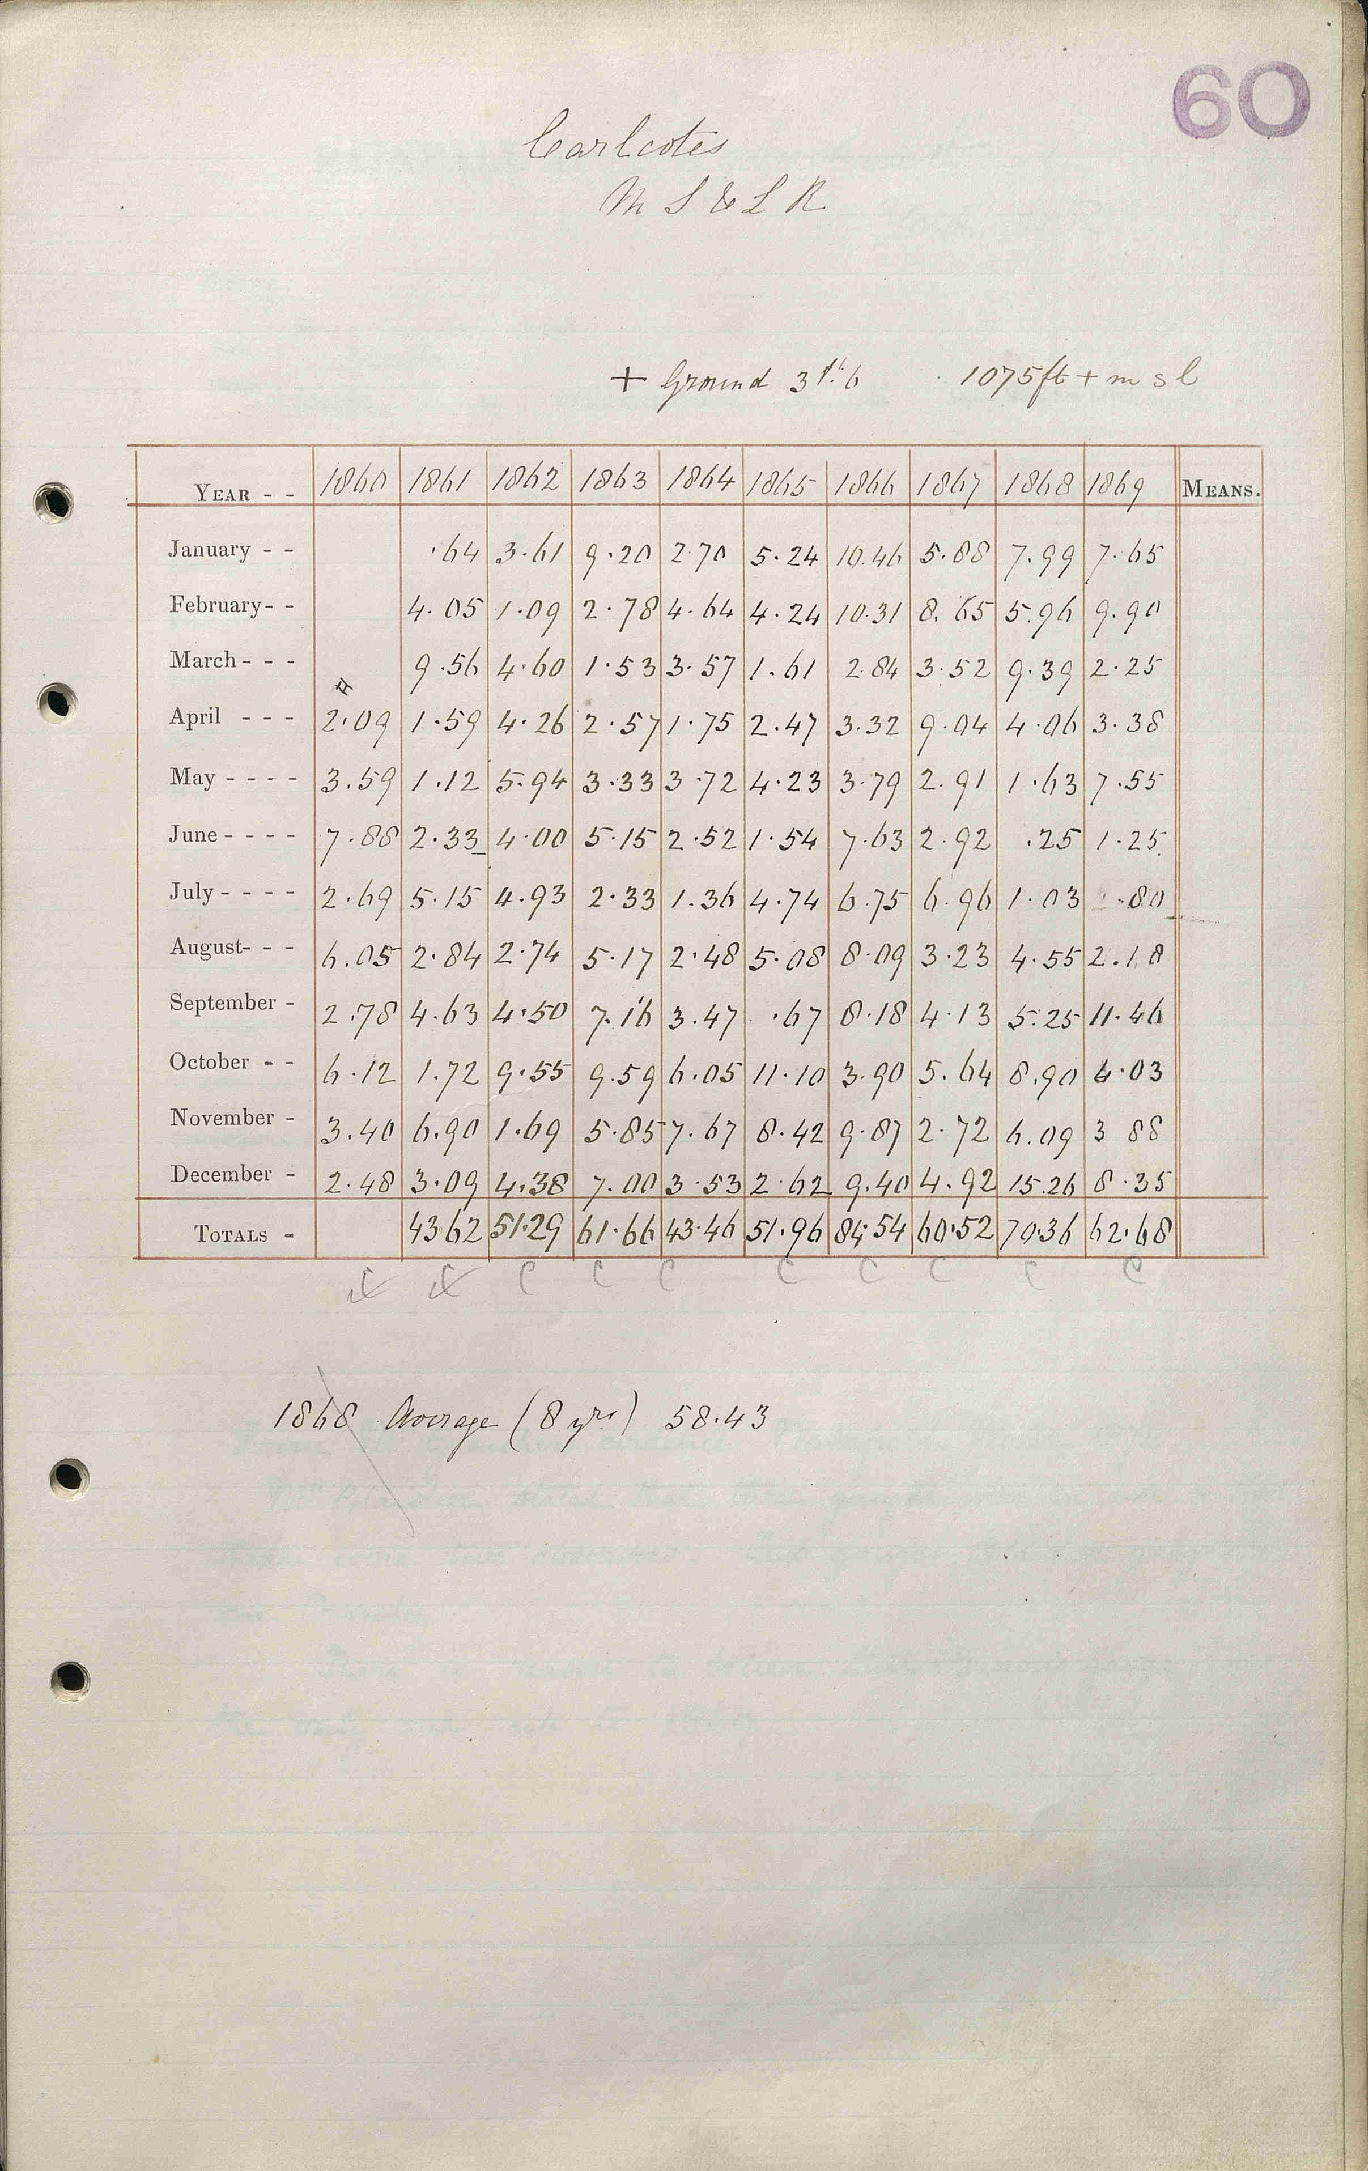 60
Carlcotes
M S & L R
+ Ground 3ft. 6 1075ft + m s l
YEAR - - 1860 1861 1862 1863 1864 1865 1866 1867 1868 1869 MEANS.
January - - ·64 3·61 9·20 2·70 5·24 10·46 5·88 7·99 7·65
February- - 4·05 1·09 2·78 4·64 4·24 10·31 8·65 5·96 9·90
March- - - 9·56 4·60 1·53 3·57 1·61 2·84 3·52 9·39 2·25
April - - - 2·09 1·59 4·26 2·57 1·75 2·47 3·32 9·04 4·06 3·38
May - - - - 3·59 1·12 5·94 3·33 3·72 4·23 3·79 2·91 1·63 7·55
June - - - - 7·88 2·33 4·00 5·15 2·52 1·54 7·63 2·92 ·25 1·25
July - - - - 2·69 5·15 4·93 2·33 1·36 4·74 6·75 6·96 1·03 ·80
August- - - 6·05 2·84 2·74 5·17 2·48 5·08 8·09 3·23 4·55 2·18
September - 2·78 4·63 4·50 7·16 3·47 ·67 8·18 4·13 5·25 11·46
October - - 6·12 1·72 9·55 9·59 6·05 11·10 3·90 5·64 8·90 4·03
November - 3·40 6·90 1·69 5·85 7·67 8·42 9·87 2·72 6·09 3 88
December - 2·48 3·09 4·38 7·00 3·53 2·62 9·40 4·92 15·26 8·35
TOTALS - 43·62 51·29 61·66 43·46 51·96 84·54 60·52 70·36 62·68
C C C C C C C C
1868 Average (8 yrs) 58·43